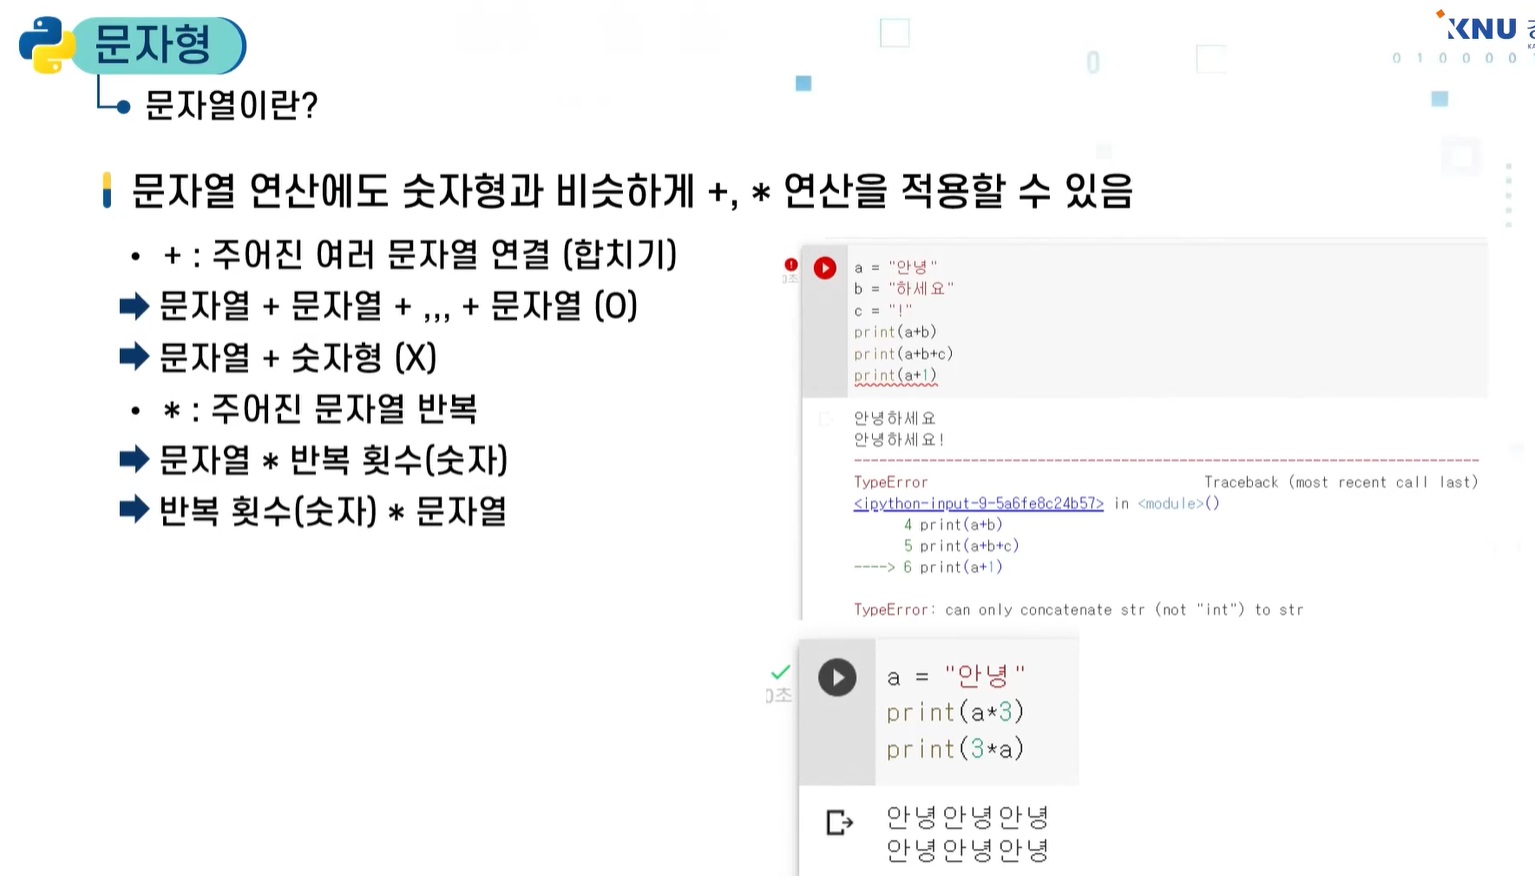 문자형
KNU
0 1 0 0 0 0
0
문자열이란?
문자열 연산에도 숫자형과 비슷하게 +, * 연산을 적용할 수 있음
• + : 주어진 여러 문자열 연결 (합치기)
➡ 문자열 + 문자열 + ,,, + 문자열 (O)
➡ 문자열 + 숫자형 (X)
• * : 주어진 문자열 반복
➡ 문자열 * 반복 횟수(숫자)
➡ 반복 횟수(숫자) * 문자열
0초
a = "안녕"
b = "하세요"
c = "!"
print(a+b)
print(a+b+c)
print(a+1)
안녕하세요
안녕하세요!
---------------------------------------------------------------------------
TypeError Traceback (most recent call last)
<ipython-input-9-5a6fe8c24b57> in <module>()
4 print(a+b)
5 print(a+b+c)
----> 6 print(a+1)
TypeError: can only concatenate str (not "int") to str
0초
a = "안녕"
print(a*3)
print(3*a)
안녕안녕안녕
안녕안녕안녕